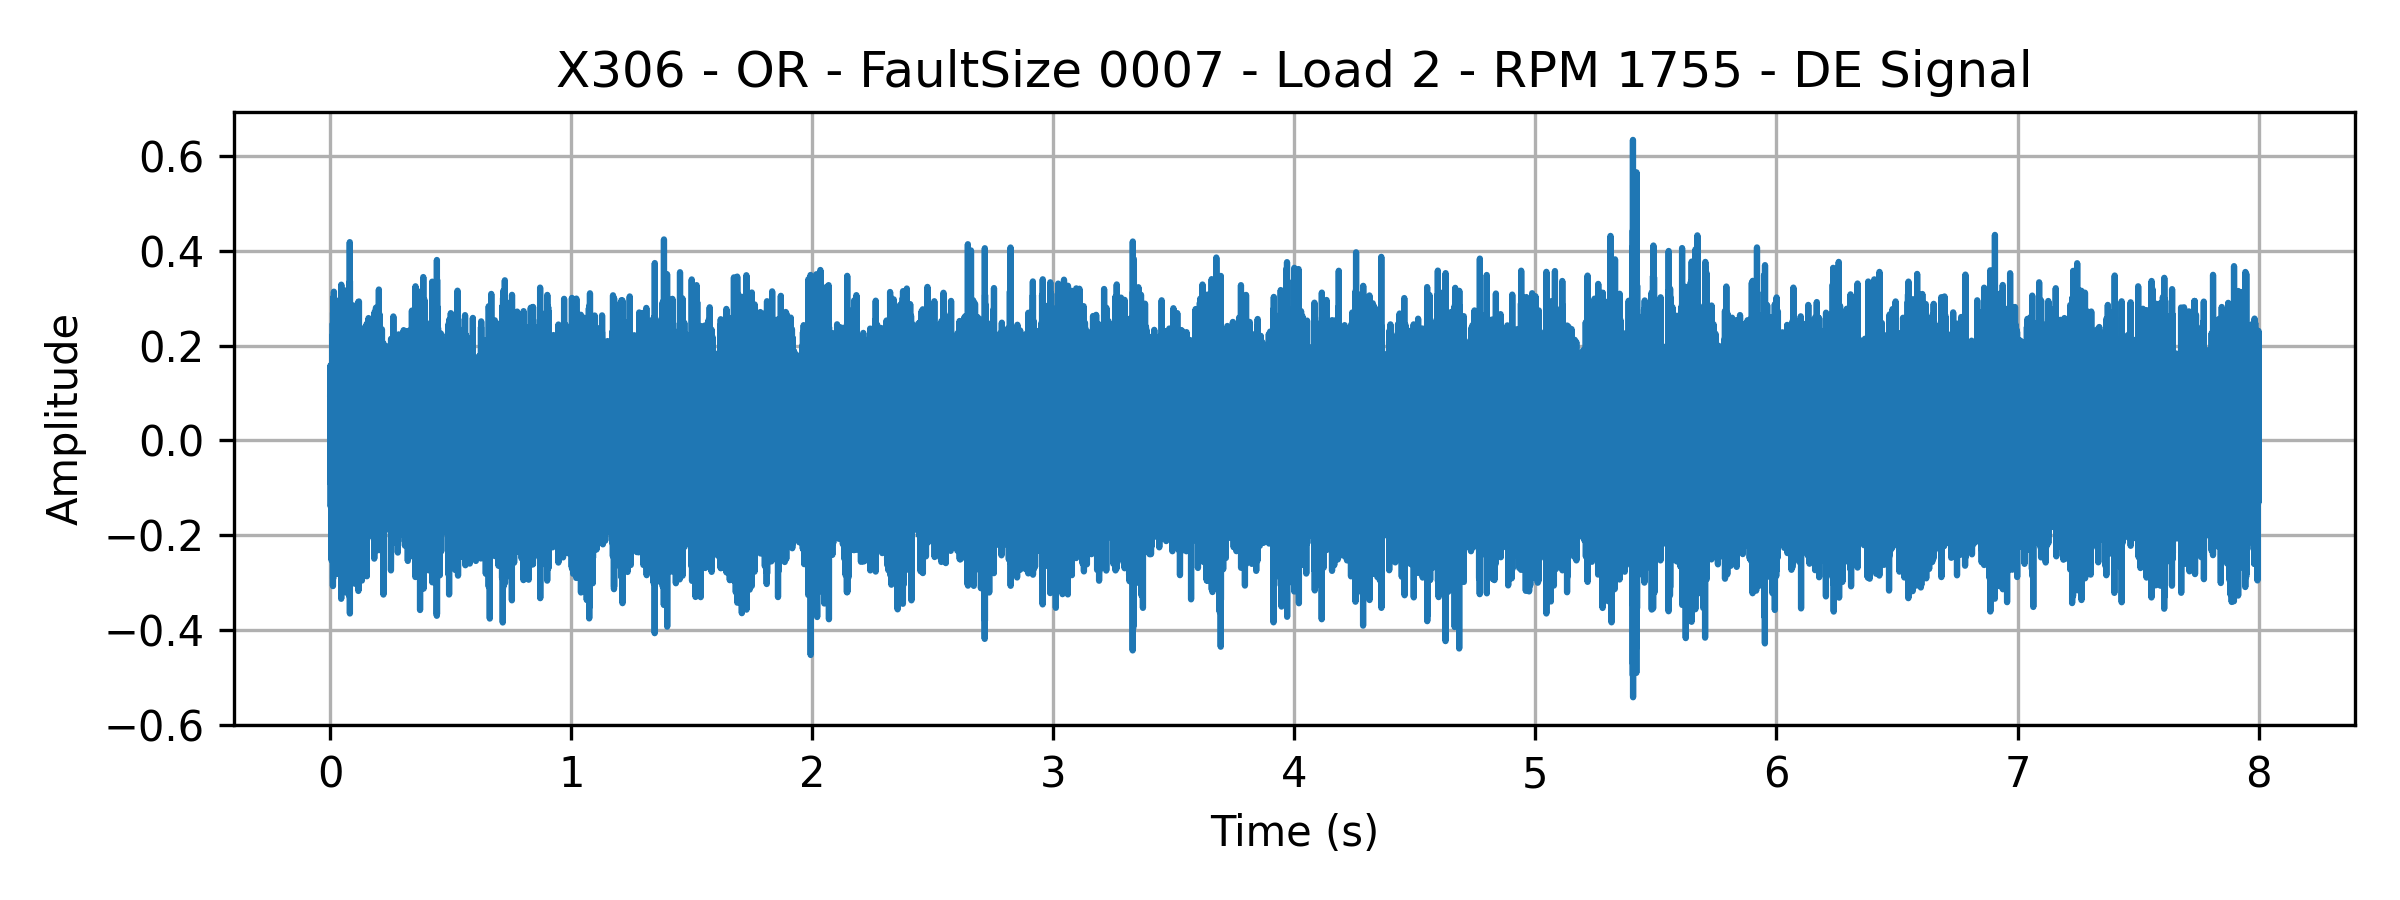 X306 - OR - FaultSize 0007 - Load 2 - RPM 1755 - DE Signal
Amplitude
0.6
0.4
0.2
0.0
−0.2
−0.4
−0.6
0 1 2 3 4 5 6 7 8
Time (s)